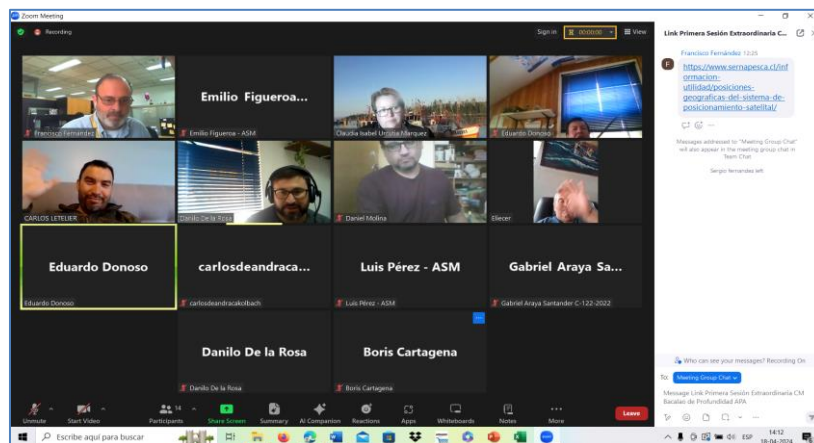 Zoom Meeting
Recording
Sign in
00:00:00
View
Francisco Fernández
Emilio Figueroa...
Emilio Figueroa - ASM
Claudia Isabel Urrutia Marquez
Eduardo Donoso
CARLOS LETELIER
Danilo De la Rosa
Daniel Molina
Eliecer
Eduardo Donoso
Eduardo Donoso
carlosdeandraca...
carlosdeandracakolbach
Luis Pérez - ASM
Luis Pérez - ASM
Gabriel Araya Sa...
Gabriel Araya Santander C-122-2022
Danilo De la Rosa
Danilo De la Rosa
Boris Cartagena
Boris Cartagena
Unmute
Start Video
14
Participants
Share Screen
Summary
AI Companion
Reactions
Apps
Whiteboards
Notes
More
Leave
Link Primera Sesión Extraordinaria C...
Francisco Fernández 13:25
F
https://www.sernapesca.cl/inf
ormacion-
utilidad/posiciones-
geograficas-del-sistema-de-
posicionamiento-satelital/
Messages addressed to "Meeting Group Chat"
will also appear in the meeting group chat in
Team Chat
Sergio fernandes left
Who can see your messages? Recording On
To: Meeting Group Chat
Message Link Primera Sesión Extraordinaria CM
Bacalao de Profundidad APA
Escribe aquí para buscar
ESP
14:12
18-04-2024